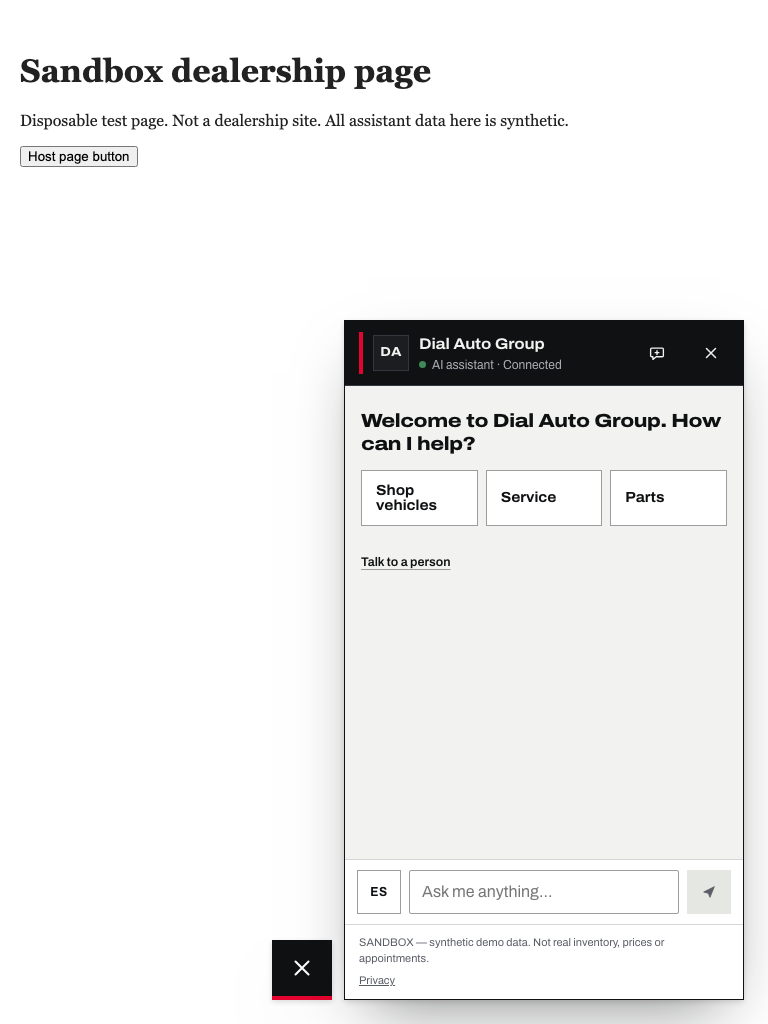 Sandbox dealership page
Disposable test page. Not a dealership site. All assistant data here is synthetic.
Host page button
DA
Dial Auto Group
AI assistant · Connected
Welcome to Dial Auto Group. How
can I help?
Shop
vehicles
Service
Parts
Talk to a person
ES
Ask me anything...
SANDBOX — synthetic demo data. Not real inventory, prices or
appointments.
Privacy